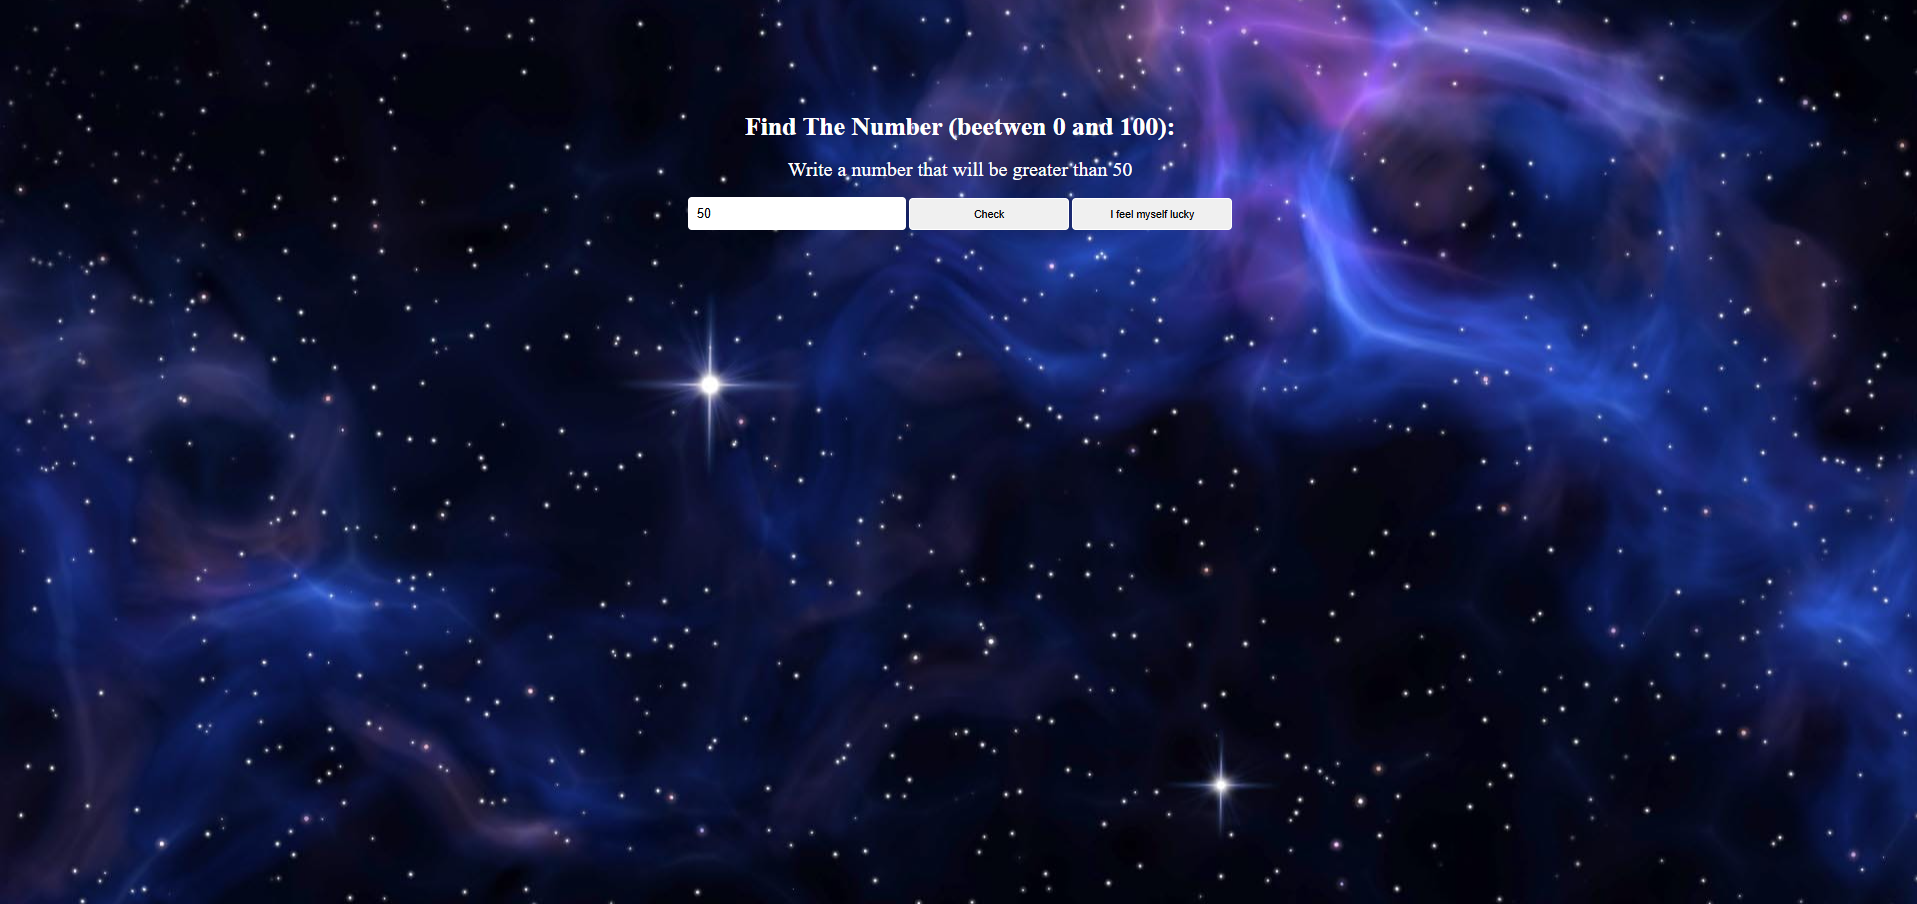 Find The Number (beetwen 0 and 100):
Write a number that will be greater than 50
50 Check I feel myself lucky